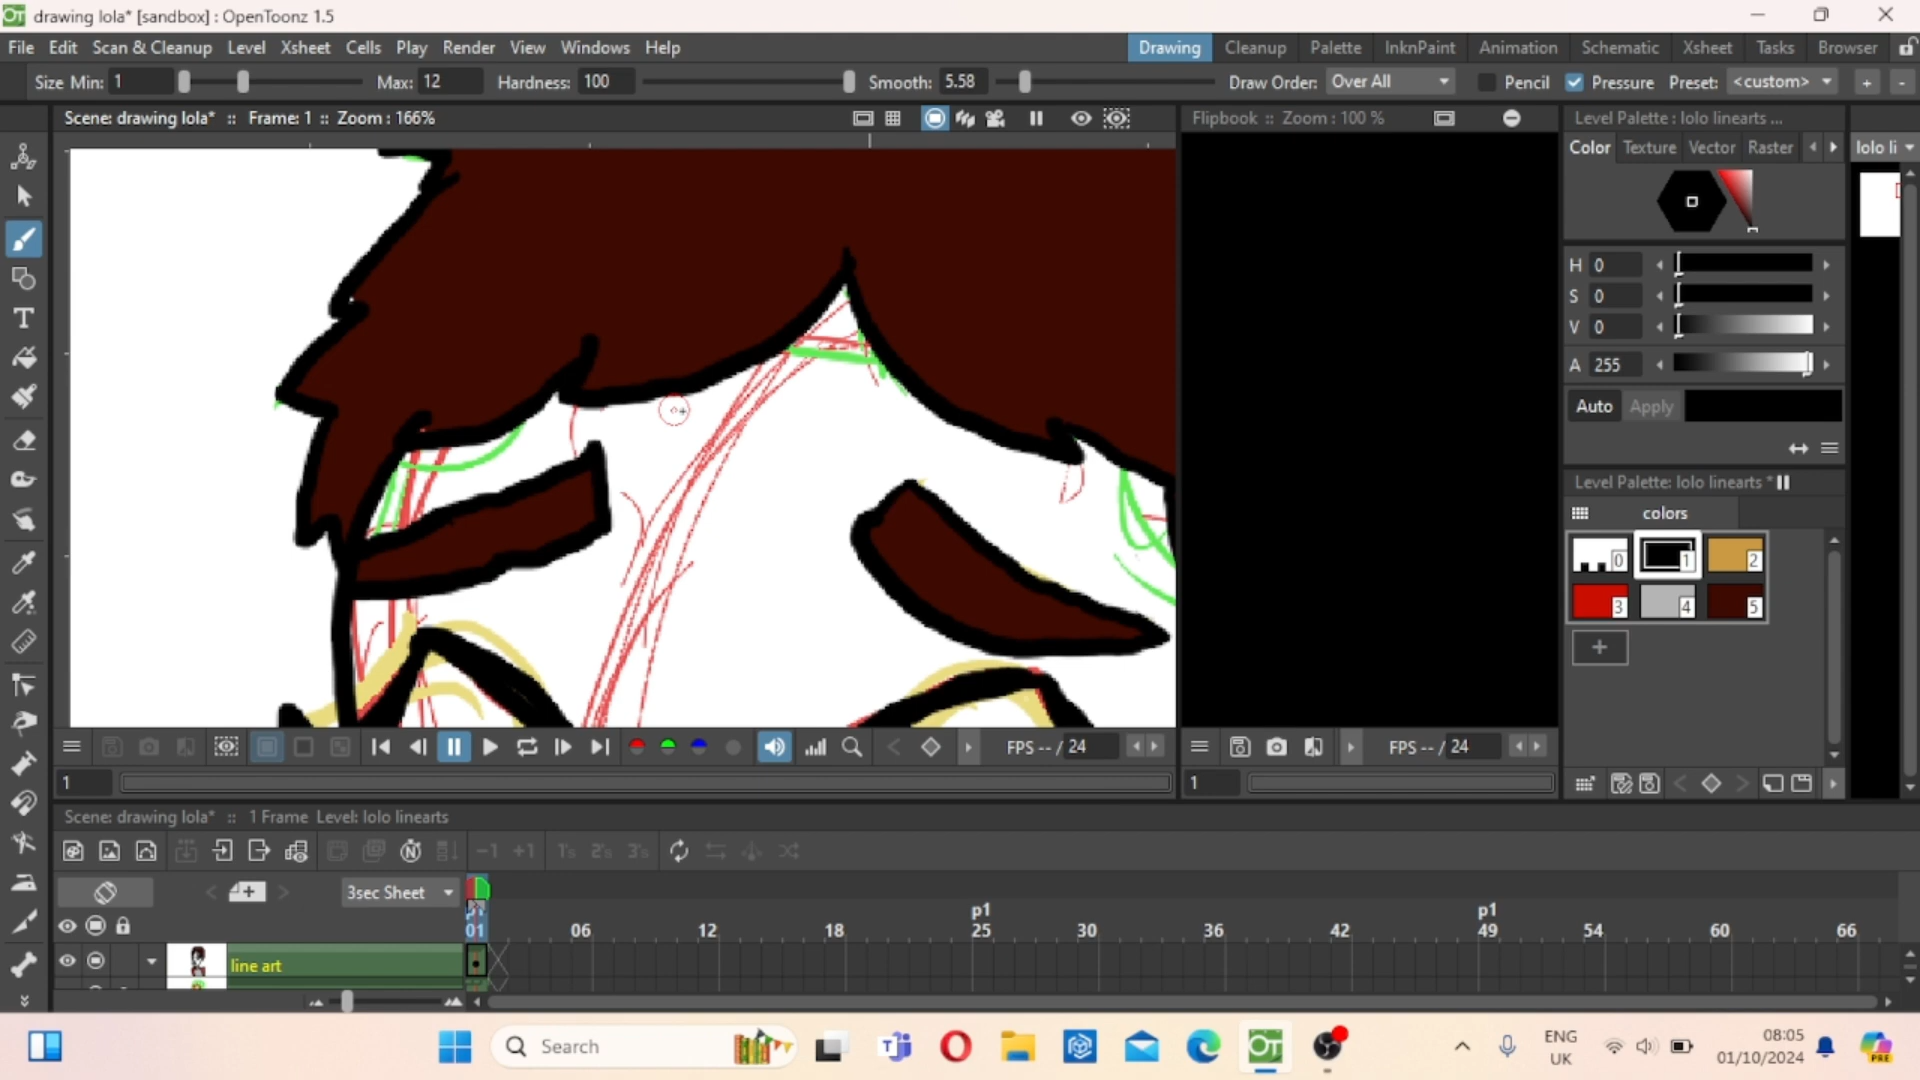 drawing lola* [sandbox] : OpenToonz 1.5
File Edit Scan & Cleanup Level Xsheet Cells Play Render View Windows Help
Drawing Cleanup Palette InknPaint Animation Schematic Xsheet Tasks Browser
Size Min: 1 Max: 12 Hardness: 100 Smooth: 5.58 Draw Order: Over All Pencil Pressure Preset: <custom> + -
Scene: drawing lola* :: Frame: 1 :: Zoom : 166%
Flipbook :: Zoom : 100 %
Level Palette : lolo linearts ...
Color Texture Vector Raster
lolo li
H 0
S 0
V 0
A 255
Auto Apply
Level Palette: lolo linearts *
colors
0 1 2
3 4 5
+
FPS -- / 24
FPS -- / 24
1
1
Scene: drawing lola* :: 1 Frame Level: lolo linearts
-1 +1 1's 2's 3's
3sec Sheet
p1 p1
01 06 12 18 25 30 36 42 49 54 60 66
line art
Search
ENG
UK
08:05
01/10/2024
PRE